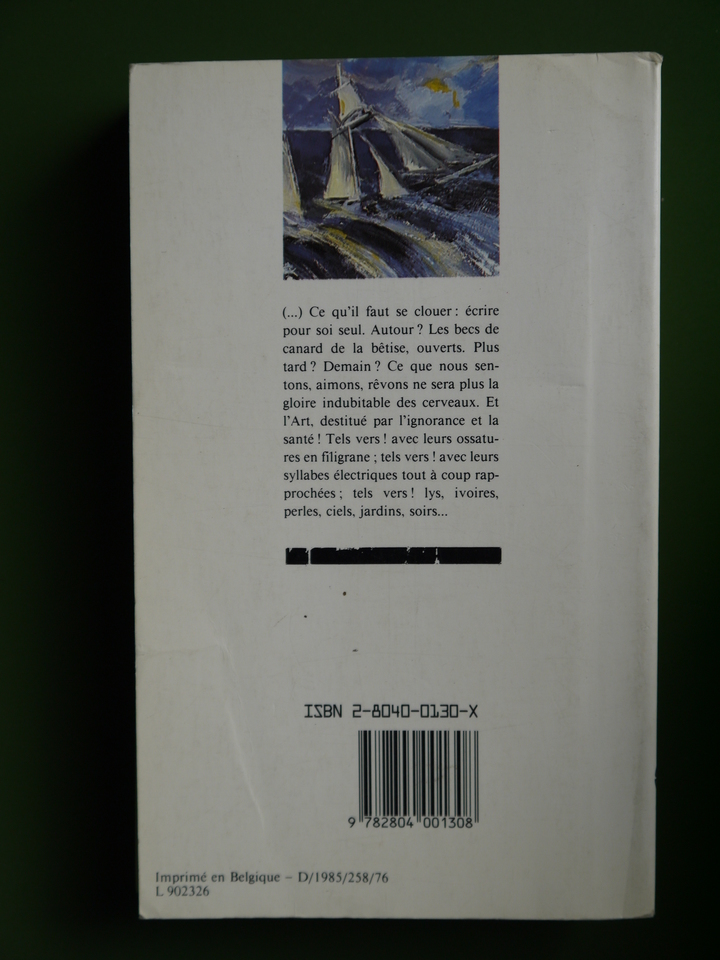 (...) Ce qu'il faut se clouer : écrire
pour soi seul. Autour ? Les becs de
canard de la bêtise, ouverts. Plus
tard ? Demain ? Ce que nous sen-
tons, aimons, rêvons ne sera plus la
gloire indubitable des cerveaux. Et
l'Art, destitué par l'ignorance et la
santé ! Tels vers ! avec leurs ossatu-
res en filigrane ; tels vers ! avec leurs
syllabes électriques tout à coup rap-
prochées ; tels vers ! lys, ivoires,
perles, ciels, jardins, soirs...
ISBN 2-8040-0130-X
9 782804 001308
Imprimé en Belgique – D/1985/258/76
L 902326